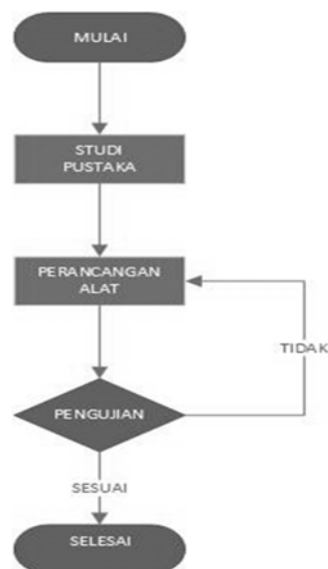 MULAI
STUDI
PUSTAKA
PERANCANGAN
ALAT
TIDAK
PENGUJIAN
SESUAI
SELESAI